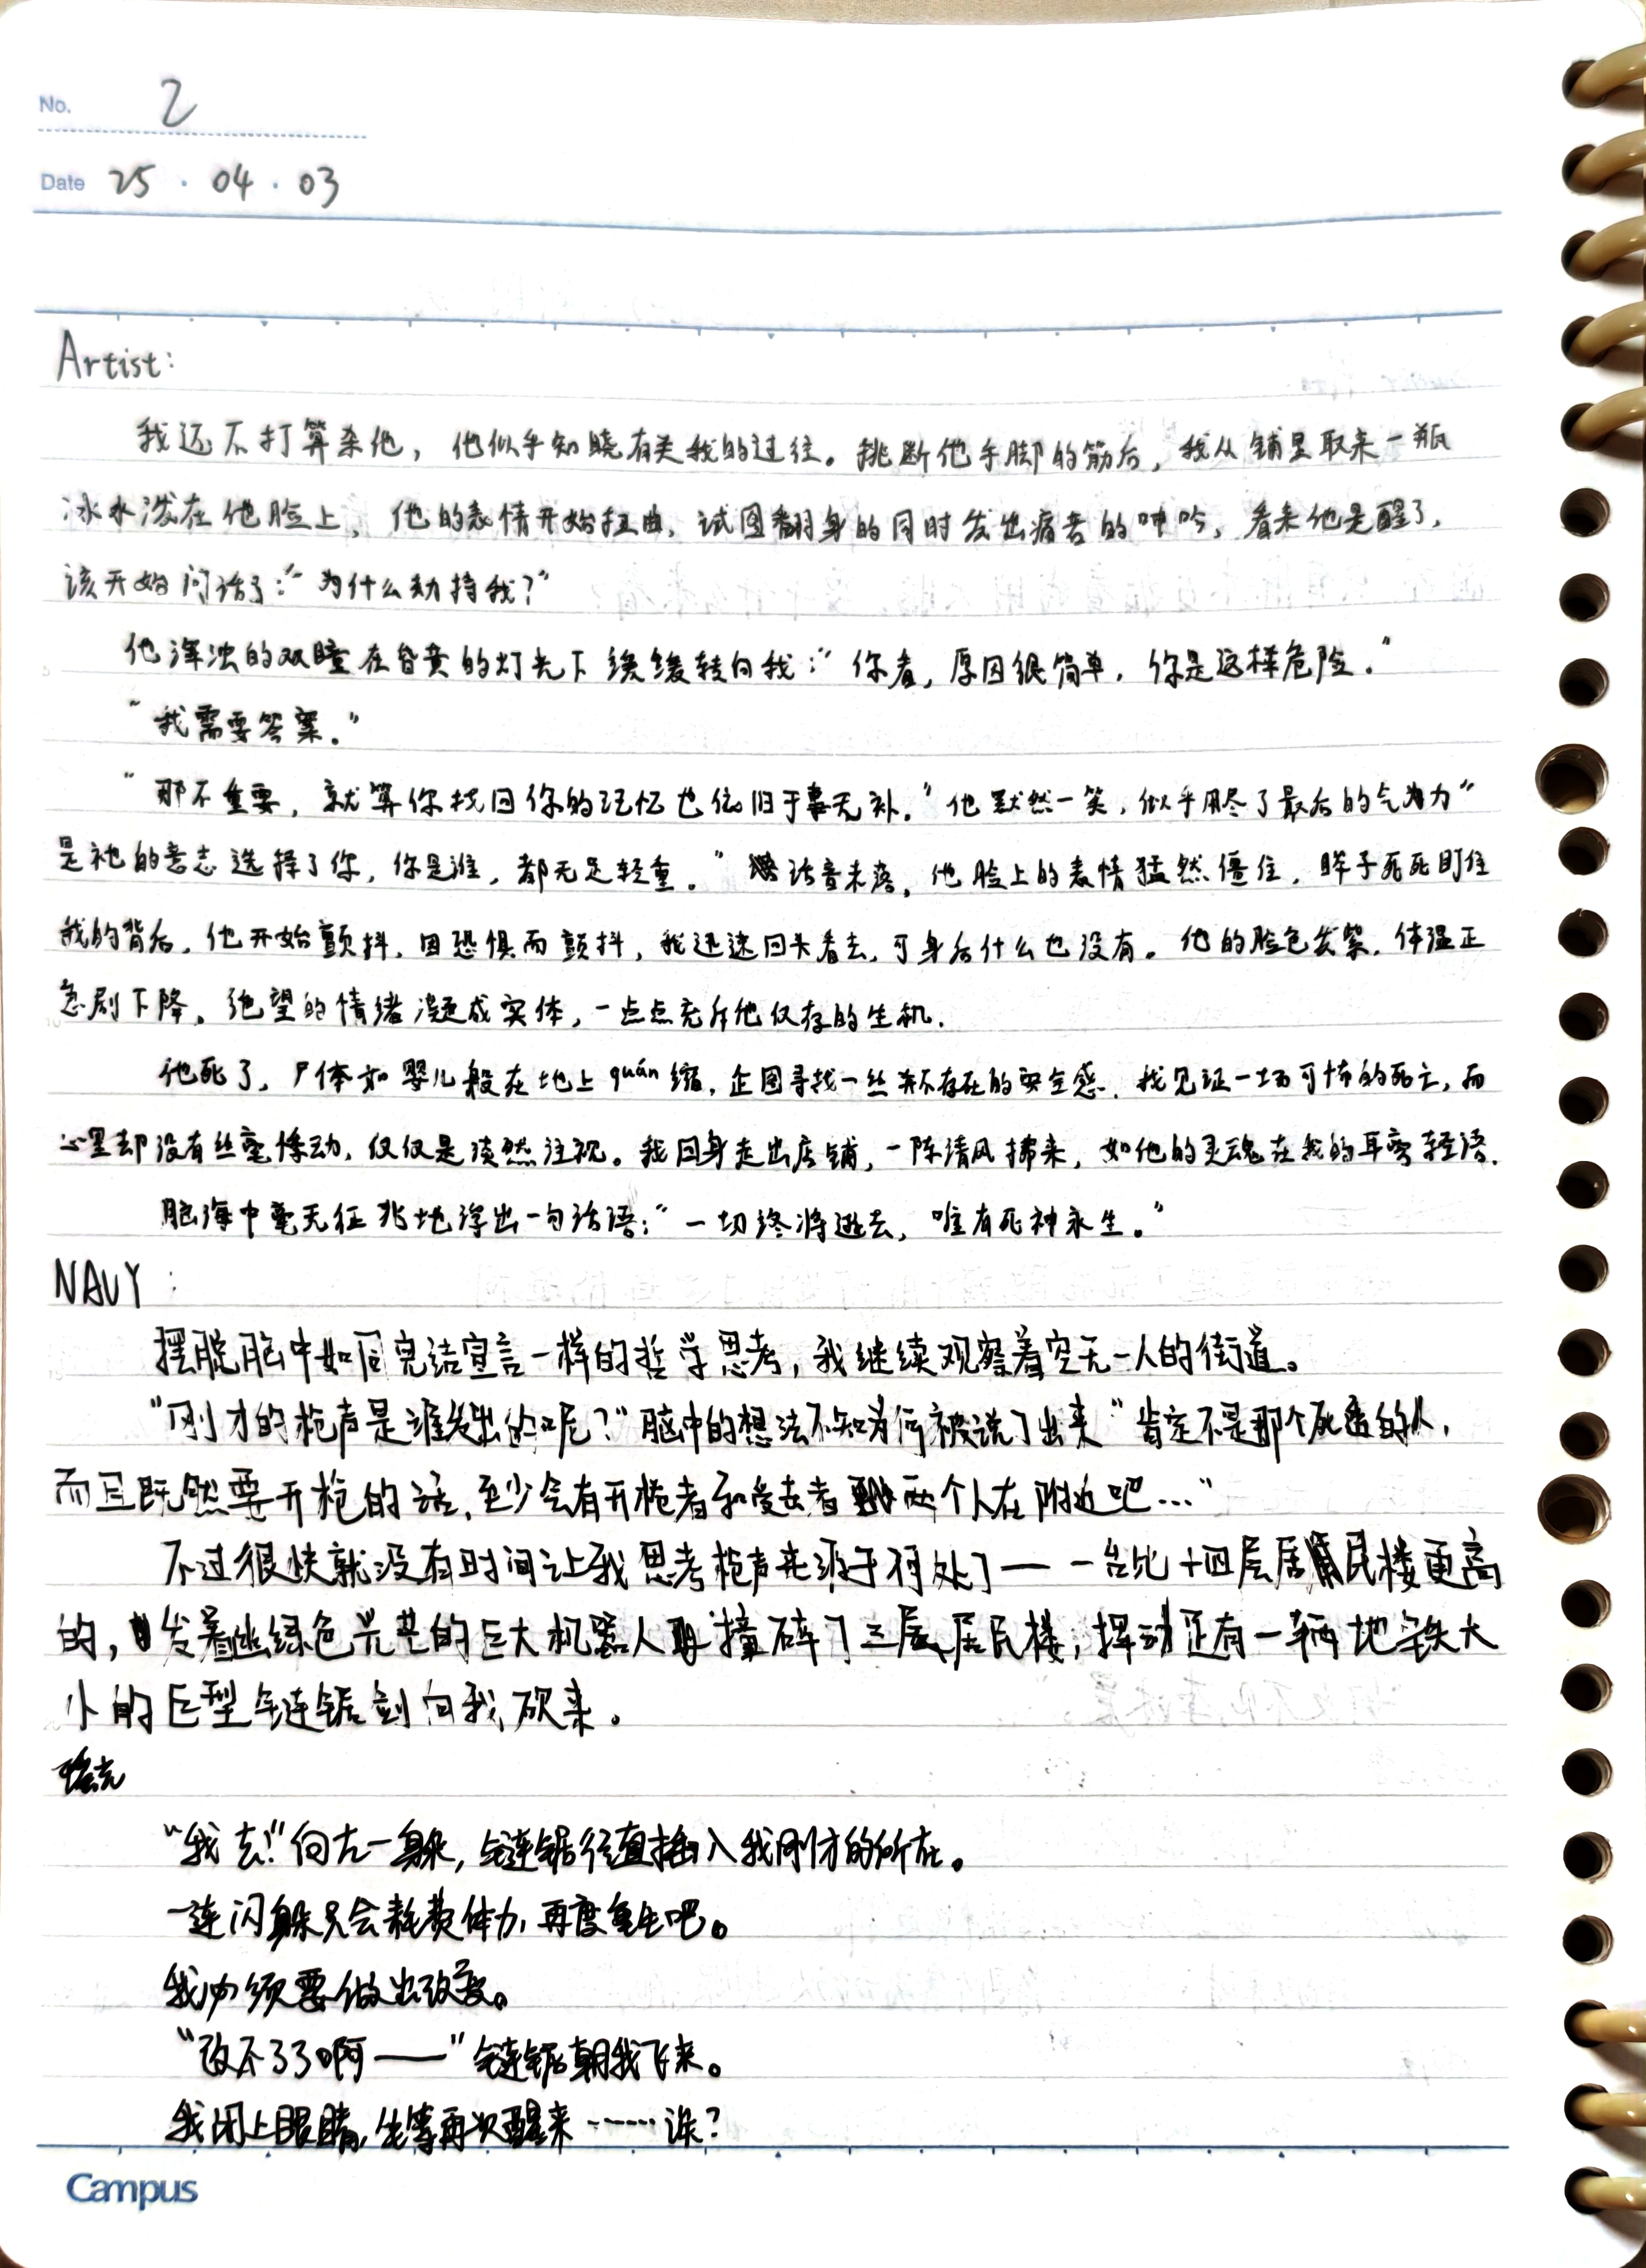 No. 2
Date 25 · 04 · 03
Artist:
我还不打算杀他，他似乎知晓有关我的过往。挑断他手脚的筋后，我从铺里取来一瓶
冰水泼在他脸上，他的表情开始扭曲，试图翻身的同时发出痛苦的呻吟，看来他是醒了，
该开始问话了：“为什么劫持我？”
他浑浊的双瞳在昏黄的灯光下缓缓转向我：“你看，原因很简单，你是这样危险。”
“我需要答案。”
“那不重要，就算你找回你的记忆也依旧于事无补。”他默然一笑，似乎用尽了最后的气力“
是祂的意志选择了你，你是谁，都无足轻重。”话音未落，他脸上的表情猛然僵住，眸子死死盯住
我的背后，他开始颤抖，因恐惧而颤抖，我迅速回头看去，可身后什么也没有。他的脸色发紫，体温正
急剧下降。绝望的情绪凝成实体，一点点充斥他仅存的生机.
他死了，尸体如婴儿般在地上quán缩，企图寻找一丝并不存在的安全感。我见证一场可怖的死亡，而
心里却没有丝毫悸动，仅仅是淡然注视。我回身走出店铺，一阵清风拂来，如他的灵魂在我的耳旁轻语.
脑海中毫无征兆地浮出一句话语：“一切终将逝去，唯有死神永生。”
NAVY:
摆脱脑中如同完结宣言一样的哲学思考，我继续观察着空无一人的街道。
“刚才的枪声是谁发出的呢？”脑中的想法不知为何被说了出来“肯定不是那个死透的人，
而且既然要开枪的话，至少会有开枪者和受击者两个人在附近吧…”
不过很快就没有时间让我思考枪声来源于何处了——一台比十四层居民楼更高
的，发着幽绿色光芒的巨大机器人撞碎了三层居民楼，挥动足有一辆地铁大
小的巨型链锯剑向我砍来。
“我去！”向左一躲，链锯径直插入我刚才的所在。
一连闪躲只会耗费体力，再度重生吧。
我必须要做出改变。
“改不了啊——”链锯朝我飞来。
我闭上眼睛，坐等再次醒来……诶？
Campus